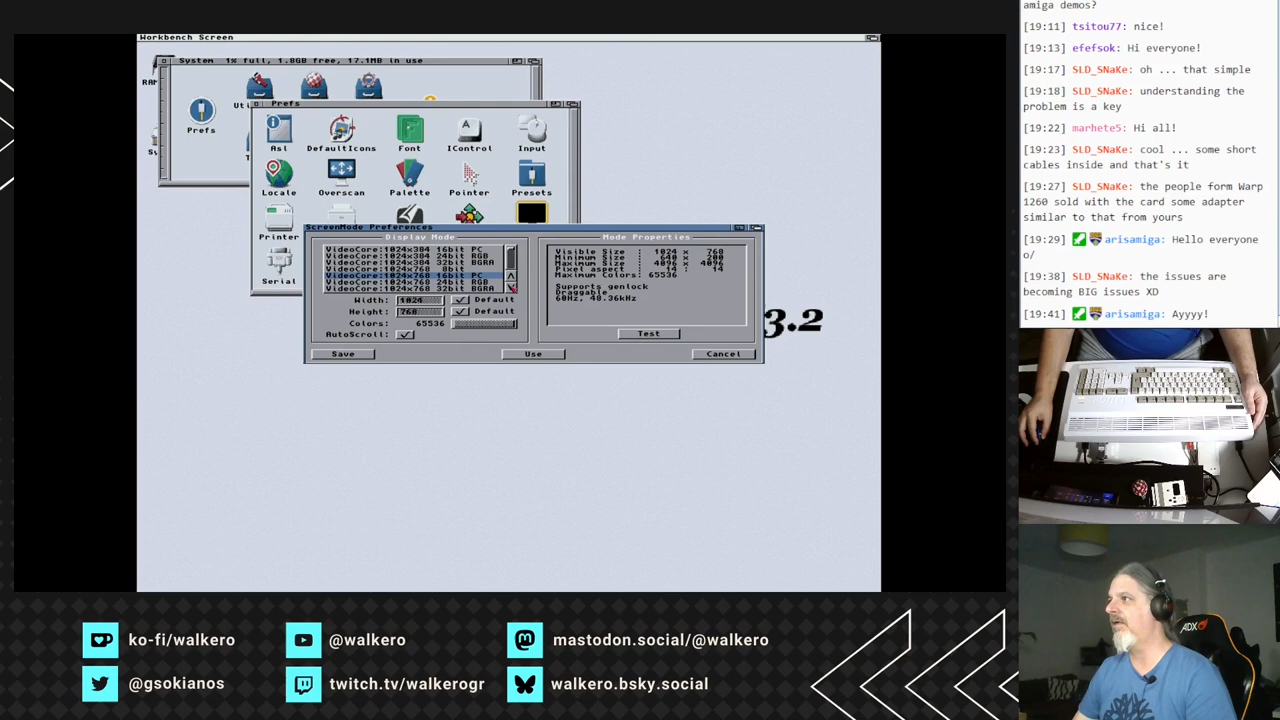 amiga demos?
[19:11] tsitou77: nice!
[19:13] efefsok: Hi everyone!
[19:17] SLD_SNaKe: oh ... that simple
[19:18] SLD_SNaKe: understanding the
problem is a key
[19:22] marhete5: Hi all!
[19:23] SLD_SNaKe: cool ... some short
cables inside and that's it
[19:27] SLD_SNaKe: the people form Warp
1260 sold with the card some adapter
similar to that from yours
[19:29] arisamiga: Hello everyone
o/
[19:38] SLD_SNaKe: the issues are
becoming BIG issues XD
[19:41] arisamiga: Ayyyy!
Workbench Screen
System 1% full, 1.8GB free, 17.1MB in use
RAM
Uti
Prefs
Sy
T
Prefs
Asl
DefaultIcons
Font
IControl
Input
Locale
Overscan
Palette
Pointer
Presets
Printer
Serial
ScreenMode Preferences
Display Mode
VideoCore:1024x384 16bit PC
VideoCore:1024x384 24bit RGB
VideoCore:1024x384 32bit BGRA
VideoCore:1024x768 8bit
VideoCore:1024x768 16bit PC
VideoCore:1024x768 24bit RGB
VideoCore:1024x768 32bit BGRA
Width: 1024 Default
Height: 768 Default
Colors: 65536
AutoScroll:
Mode Properties
Visible Size : 1024 x 768
Minimum Size : 640 x 200
Maximum Size : 4096 x 4096
Pixel aspect : 14 : 14
Maximum Colors: 65536
Supports genlock
Draggable
60Hz, 48.36kHz
Test
Save
Use
Cancel
3.2
ADX
ko-fi/walkero
@walkero
mastodon.social/@walkero
@gsokianos
twitch.tv/walkerogr
walkero.bsky.social